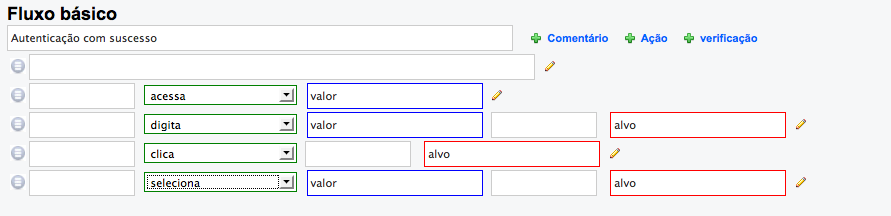 Fluxo básico
Autenticação com suscesso Comentário Ação verificação
acessa valor
digita valor alvo
clica alvo
seleciona valor alvo